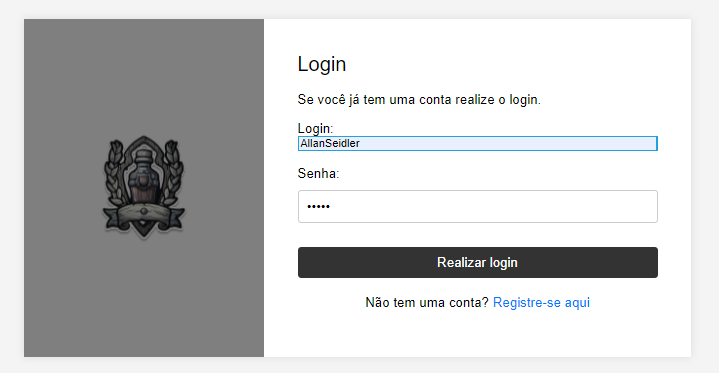 Login
Se você já tem uma conta realize o login.
Login:
AllanSeidler
Senha:
•••••
Realizar login
Não tem uma conta? Registre-se aqui